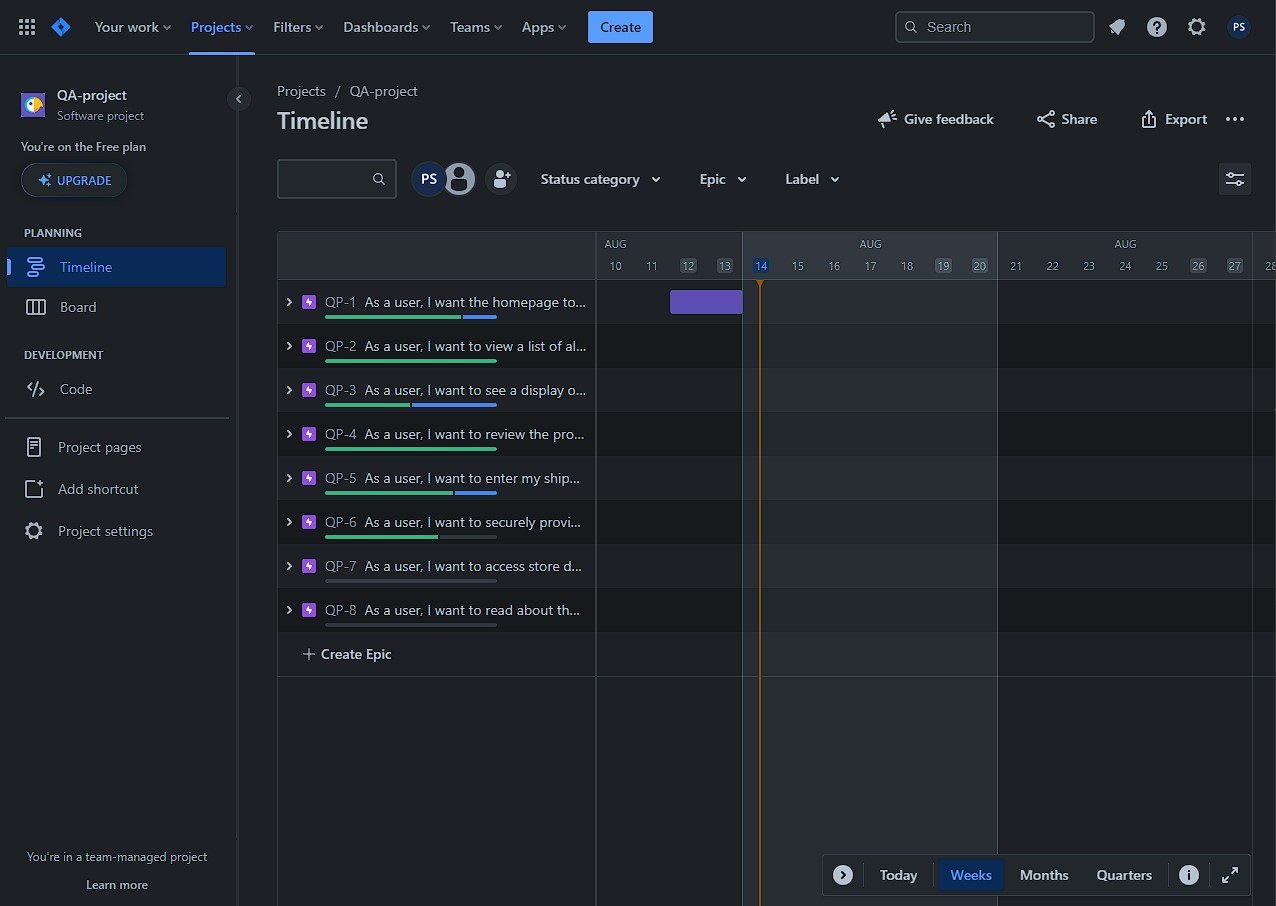 Your work Projects Filters Dashboards Teams Apps Create Search PS
QA-project
Software project
You're on the Free plan
UPGRADE
PLANNING
Timeline
Board
DEVELOPMENT
Code
Project pages
Add shortcut
Project settings
You're in a team-managed project
Learn more
Projects / QA-project
Timeline
Give feedback Share Export
PS Status category Epic Label
AUG AUG AUG
10 11 12 13 14 15 16 17 18 19 20 21 22 23 24 25 26 27 28
QP-1 As a user, I want the homepage to...
QP-2 As a user, I want to view a list of al...
QP-3 As a user, I want to see a display o...
QP-4 As a user, I want to review the pro...
QP-5 As a user, I want to enter my ship...
QP-6 As a user, I want to securely provi...
QP-7 As a user, I want to access store d...
QP-8 As a user, I want to read about th...
+ Create Epic
Today Weeks Months Quarters